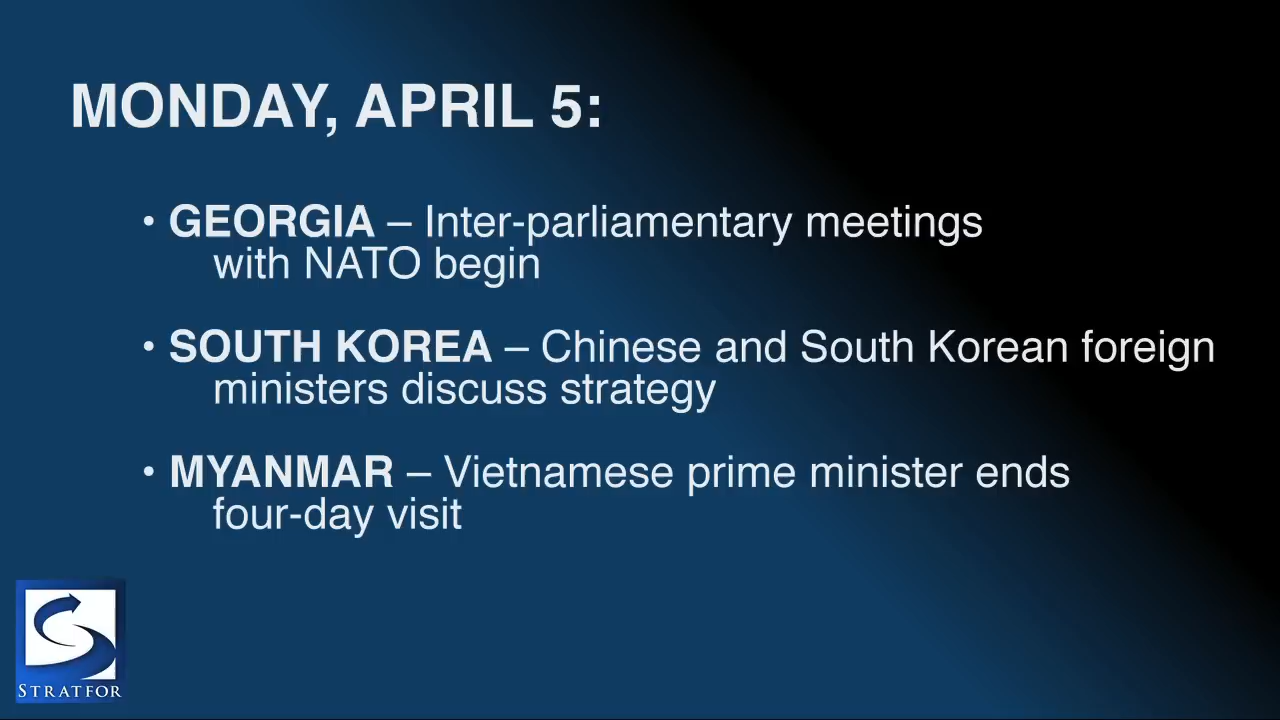 MONDAY, APRIL 5:
• GEORGIA – Inter-parliamentary meetings
with NATO begin
• SOUTH KOREA – Chinese and South Korean foreign
ministers discuss strategy
• MYANMAR – Vietnamese prime minister ends
four-day visit
STRATFOR